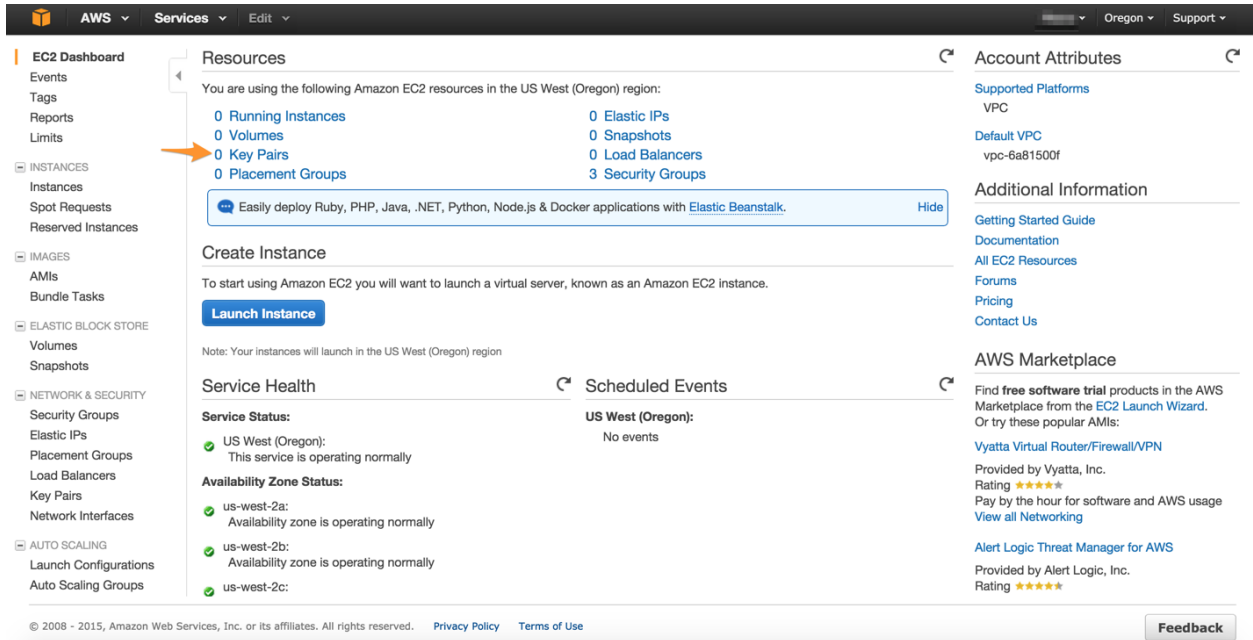 AWS Services Edit Oregon Support
EC2 Dashboard
Events
Tags
Reports
Limits
INSTANCES
Instances
Spot Requests
Reserved Instances
IMAGES
AMIs
Bundle Tasks
ELASTIC BLOCK STORE
Volumes
Snapshots
NETWORK & SECURITY
Security Groups
Elastic IPs
Placement Groups
Load Balancers
Key Pairs
Network Interfaces
AUTO SCALING
Launch Configurations
Auto Scaling Groups
Resources
You are using the following Amazon EC2 resources in the US West (Oregon) region:
0 Running Instances
0 Volumes
0 Key Pairs
0 Placement Groups
0 Elastic IPs
0 Snapshots
0 Load Balancers
3 Security Groups
Easily deploy Ruby, PHP, Java, .NET, Python, Node.js & Docker applications with Elastic Beanstalk. Hide
Create Instance
To start using Amazon EC2 you will want to launch a virtual server, known as an Amazon EC2 instance.
Launch Instance
Note: Your instances will launch in the US West (Oregon) region
Service Health
Service Status:
US West (Oregon):
This service is operating normally
Availability Zone Status:
us-west-2a:
Availability zone is operating normally
us-west-2b:
Availability zone is operating normally
us-west-2c:
Scheduled Events
US West (Oregon):
No events
Account Attributes
Supported Platforms
VPC
Default VPC
vpc-6a81500f
Additional Information
Getting Started Guide
Documentation
All EC2 Resources
Forums
Pricing
Contact Us
AWS Marketplace
Find free software trial products in the AWS
Marketplace from the EC2 Launch Wizard.
Or try these popular AMIs:
Vyatta Virtual Router/Firewall/VPN
Provided by Vyatta, Inc.
Rating
Pay by the hour for software and AWS usage
View all Networking
Alert Logic Threat Manager for AWS
Provided by Alert Logic, Inc.
Rating
© 2008 - 2015, Amazon Web Services, Inc. or its affiliates. All rights reserved. Privacy Policy Terms of Use
Feedback